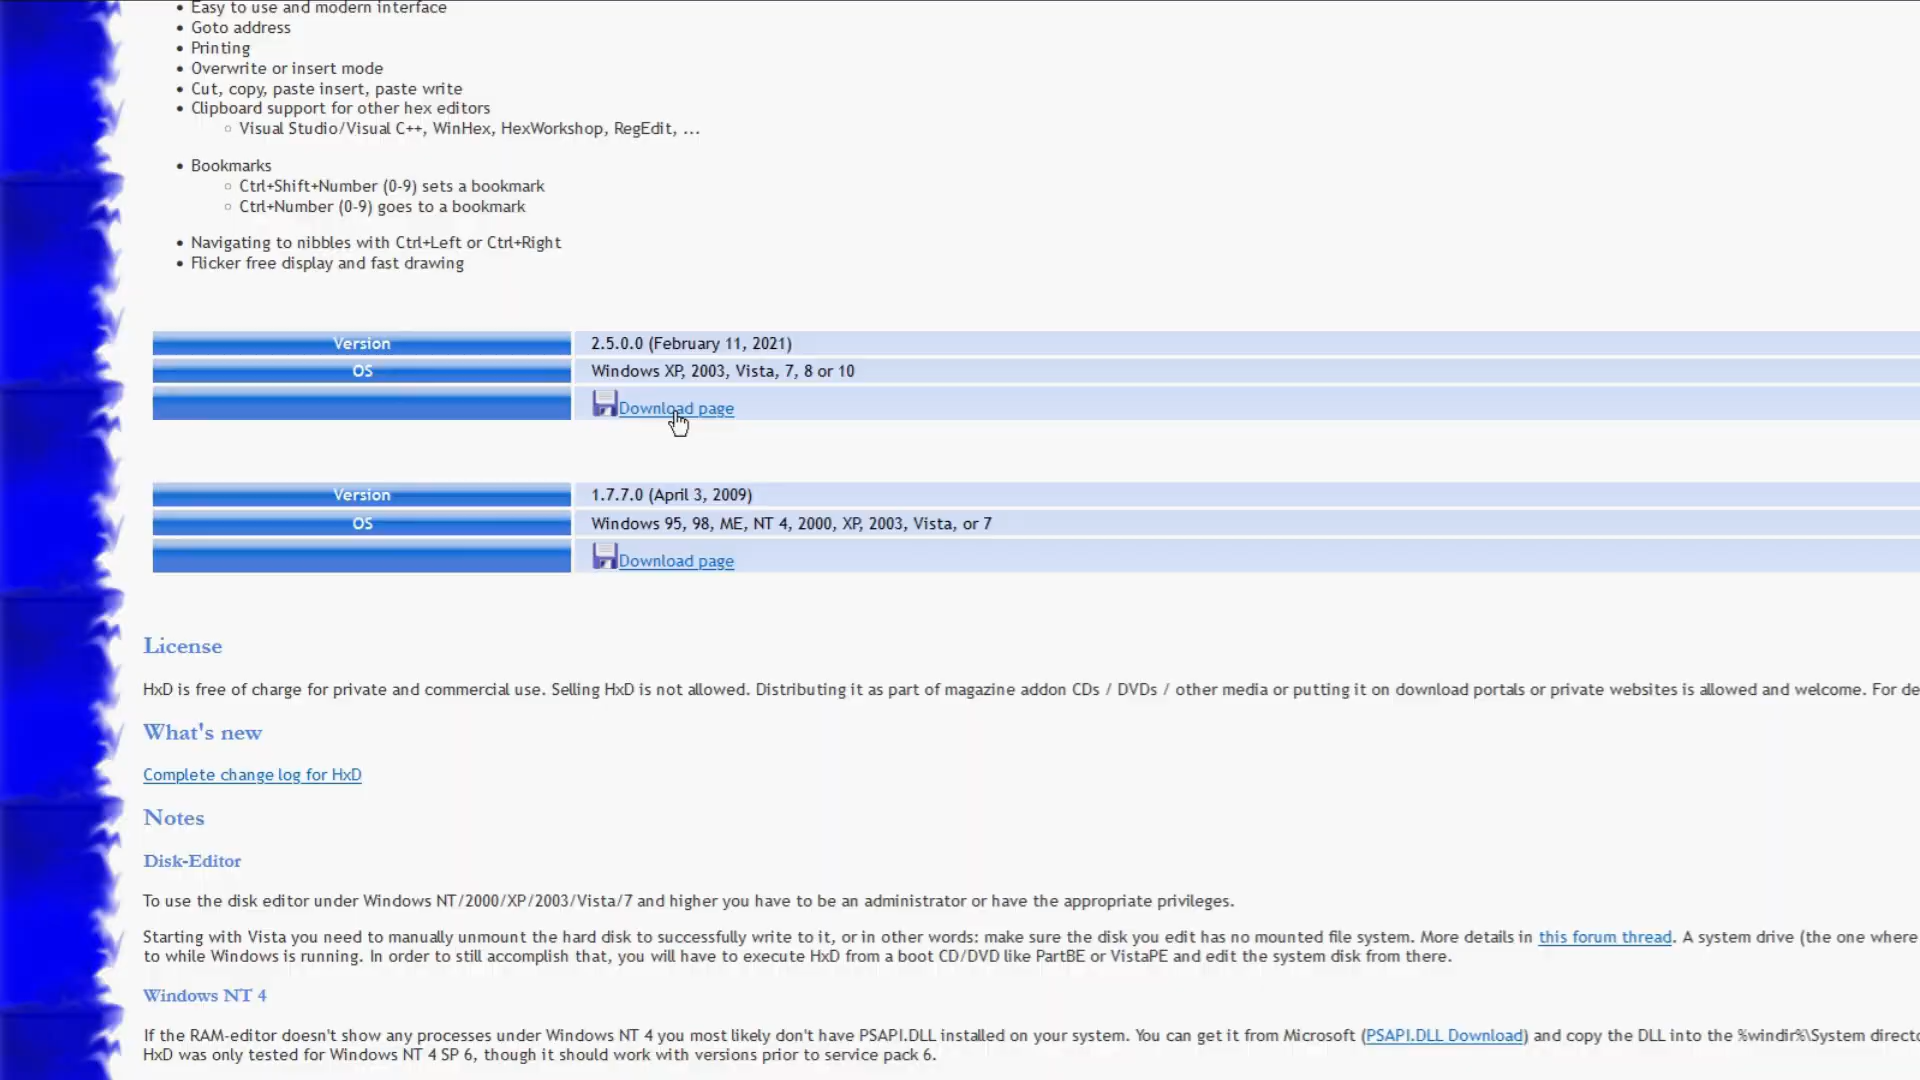 Easy to use and modern interface
Goto address
Printing
Overwrite or insert mode
Cut, copy, paste insert, paste write
Clipboard support for other hex editors
Visual Studio/Visual C++, WinHex, HexWorkshop, RegEdit, ...
Bookmarks
Ctrl+Shift+Number (0-9) sets a bookmark
Ctrl+Number (0-9) goes to a bookmark
Navigating to nibbles with Ctrl+Left or Ctrl+Right
Flicker free display and fast drawing
Version 2.5.0.0 (February 11, 2021)
OS Windows XP, 2003, Vista, 7, 8 or 10
Download page
Version 1.7.7.0 (April 3, 2009)
OS Windows 95, 98, ME, NT 4, 2000, XP, 2003, Vista, or 7
Download page
License
HxD is free of charge for private and commercial use. Selling HxD is not allowed. Distributing it as part of magazine addon CDs / DVDs / other media or putting it on download portals or private websites is allowed and welcome. For de
What's new
Complete change log for HxD
Notes
Disk-Editor
To use the disk editor under Windows NT/2000/XP/2003/Vista/7 and higher you have to be an administrator or have the appropriate privileges.
Starting with Vista you need to manually unmount the hard disk to successfully write to it, or in other words: make sure the disk you edit has no mounted file system. More details in this forum thread. A system drive (the one where
to while Windows is running. In order to still accomplish that, you will have to execute HxD from a boot CD/DVD like PartBE or VistaPE and edit the system disk from there.
Windows NT 4
If the RAM-editor doesn't show any processes under Windows NT 4 you most likely don't have PSAPI.DLL installed on your system. You can get it from Microsoft (PSAPI.DLL Download) and copy the DLL into the %windir%\System directo
HxD was only tested for Windows NT 4 SP 6, though it should work with versions prior to service pack 6.